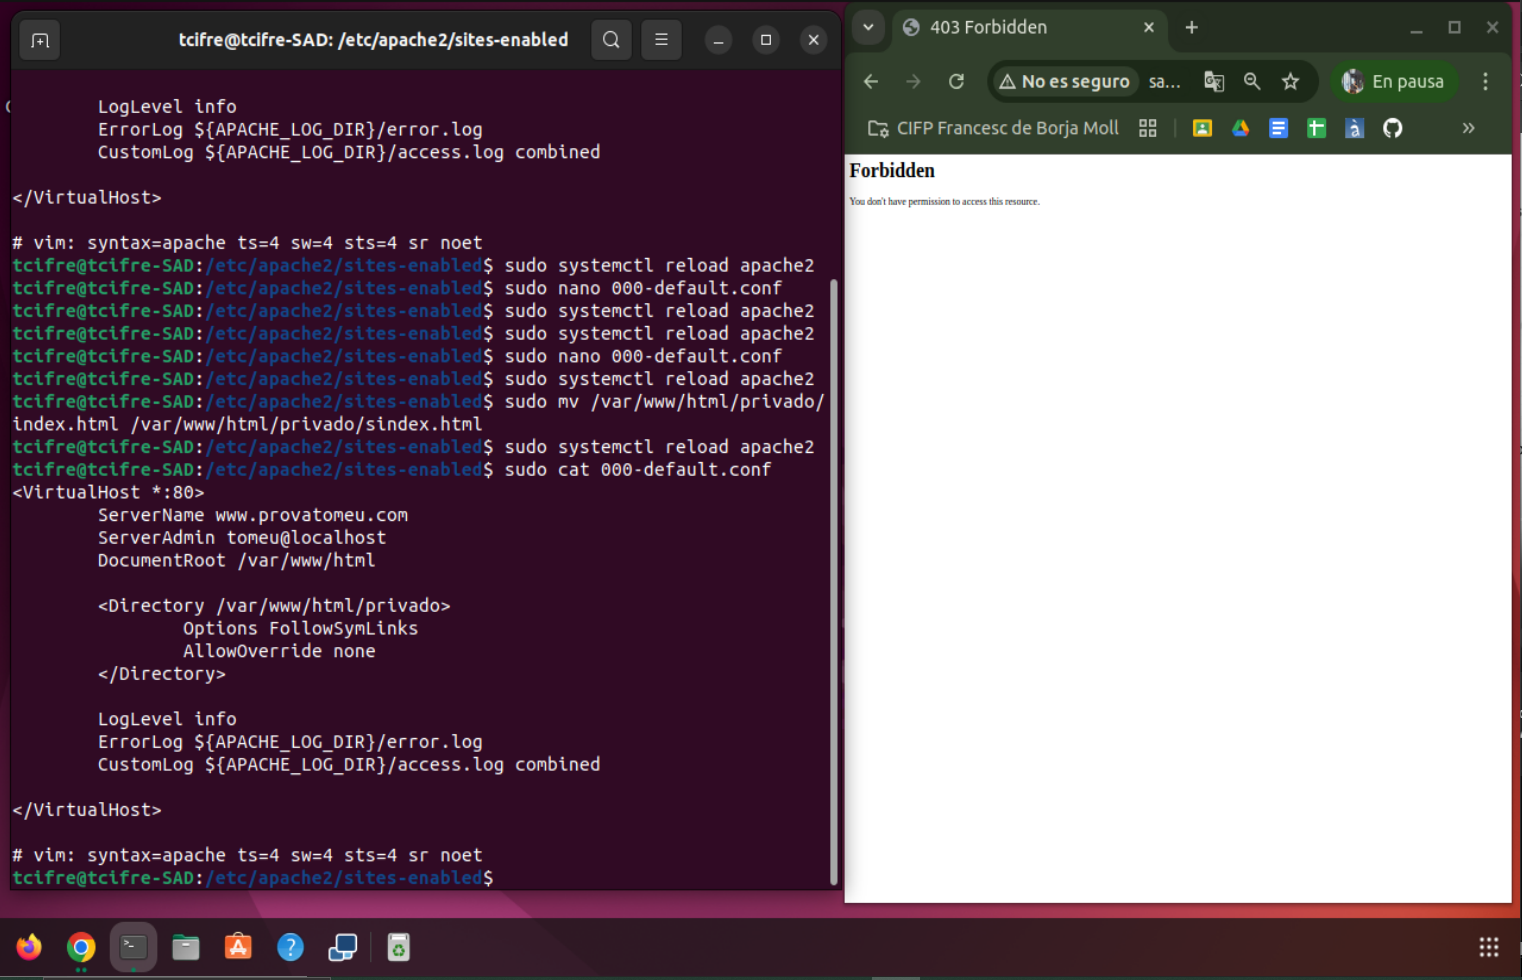 tcifre@tcifre-SAD: /etc/apache2/sites-enabled
LogLevel info
ErrorLog ${APACHE_LOG_DIR}/error.log
CustomLog ${APACHE_LOG_DIR}/access.log combined
</VirtualHost>
# vim: syntax=apache ts=4 sw=4 sts=4 sr noet
tcifre@tcifre-SAD:/etc/apache2/sites-enabled$ sudo systemctl reload apache2
tcifre@tcifre-SAD:/etc/apache2/sites-enabled$ sudo nano 000-default.conf
tcifre@tcifre-SAD:/etc/apache2/sites-enabled$ sudo systemctl reload apache2
tcifre@tcifre-SAD:/etc/apache2/sites-enabled$ sudo systemctl reload apache2
tcifre@tcifre-SAD:/etc/apache2/sites-enabled$ sudo nano 000-default.conf
tcifre@tcifre-SAD:/etc/apache2/sites-enabled$ sudo systemctl reload apache2
tcifre@tcifre-SAD:/etc/apache2/sites-enabled$ sudo mv /var/www/html/privado/
index.html /var/www/html/privado/sindex.html
tcifre@tcifre-SAD:/etc/apache2/sites-enabled$ sudo systemctl reload apache2
tcifre@tcifre-SAD:/etc/apache2/sites-enabled$ sudo cat 000-default.conf
<VirtualHost *:80>
ServerName www.provatomeu.com
ServerAdmin tomeu@localhost
DocumentRoot /var/www/html
<Directory /var/www/html/privado>
Options FollowSymLinks
AllowOverride none
</Directory>
LogLevel info
ErrorLog ${APACHE_LOG_DIR}/error.log
CustomLog ${APACHE_LOG_DIR}/access.log combined
</VirtualHost>
# vim: syntax=apache ts=4 sw=4 sts=4 sr noet
tcifre@tcifre-SAD:/etc/apache2/sites-enabled$
403 Forbidden
No es seguro sa... En pausa
CIFP Francesc de Borja Moll
Forbidden
You don't have permission to access this resource.